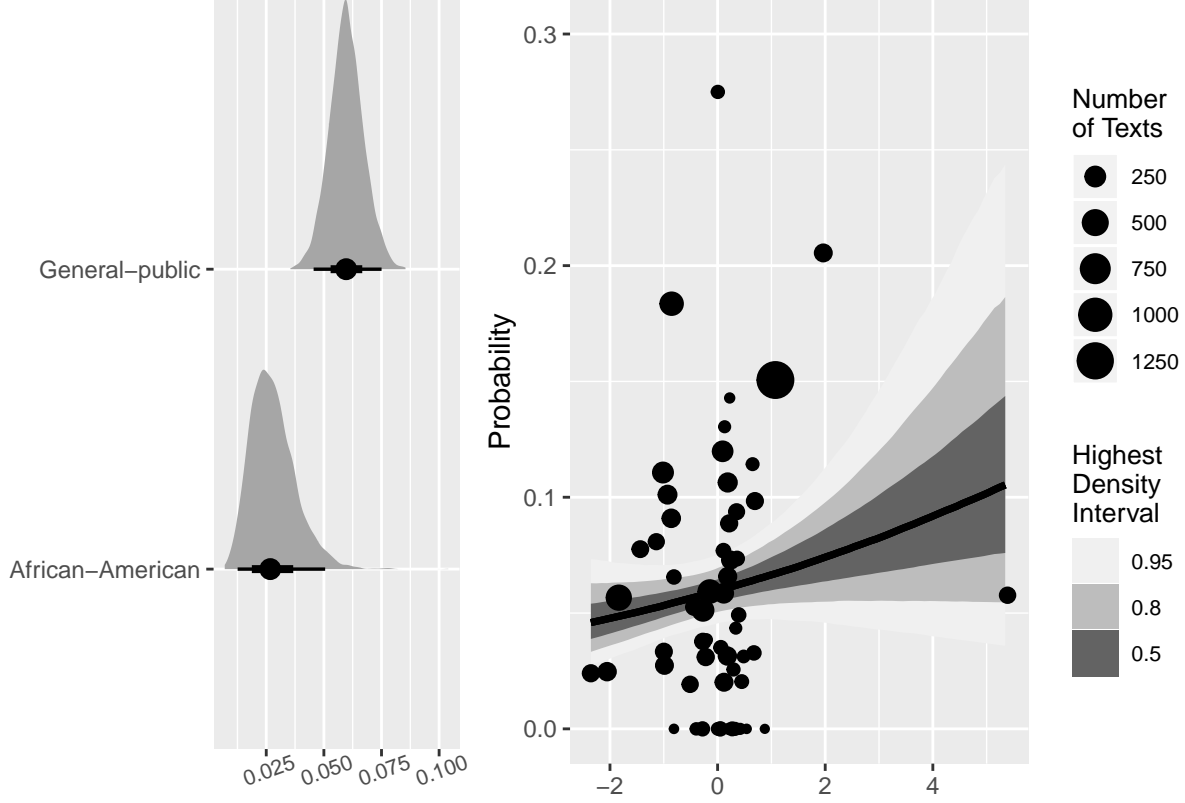 General−public
African−American
0.025
0.050
0.075
0.100
Probability
0.3
0.2
0.1
0.0
−2
0
2
4
Number
of Texts
250
500
750
1000
1250
Highest
Density
Interval
0.95
0.8
0.5